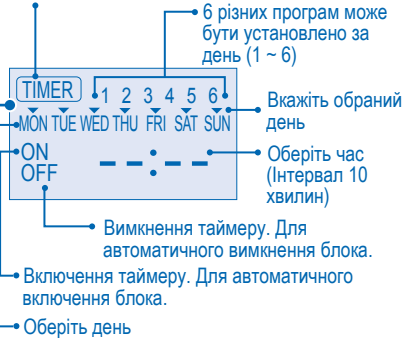 6 різних програм може
бути установлено за
день (1 ~ 6)
TIMER 1 2 3 4 5 6
MON TUE WED THU FRI SAT SUN
Вкажіть обраний
день
ON
OFF
--:--
Оберіть час
(Інтервал 10
хвилин)
Вимкнення таймеру. Для
автоматичного вимкнення блока.
Включення таймеру. Для автоматичного
включення блока.
Оберіть день